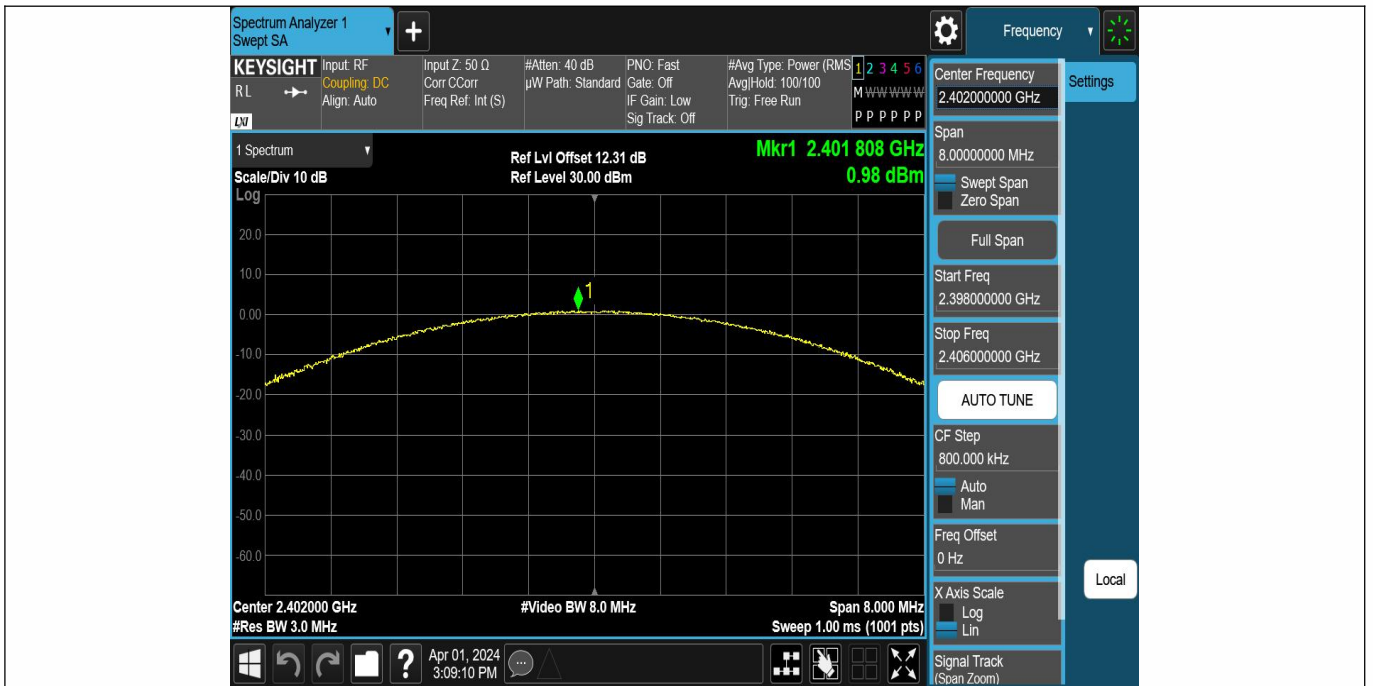 Spectrum Analyzer 1
Swept SA
+
Frequency
KEYSIGHT
RL
LXI
Input: RF
Coupling: DC
Align: Auto
Input Z: 50 Ω
Corr CCorr
Freq Ref: Int (S)
#Atten: 40 dB
µW Path: Standard
PNO: Fast
Gate: Off
IF Gain: Low
Sig Track: Off
#Avg Type: Power (RMS
Avg|Hold: 100/100
Trig: Free Run
1 2 3 4 5 6
M W W W W W
P P P P P P
1 Spectrum
Scale/Div 10 dB
Log
Ref Lvl Offset 12.31 dB
Ref Level 30.00 dBm
Mkr1 2.401 808 GHz
0.98 dBm
20.0
10.0
0.00
-10.0
-20.0
-30.0
-40.0
-50.0
-60.0
1
Center 2.402000 GHz
#Res BW 3.0 MHz
#Video BW 8.0 MHz
Span 8.000 MHz
Sweep 1.00 ms (1001 pts)
Center Frequency
2.402000000 GHz
Settings
Span
8.00000000 MHz
Swept Span
Zero Span
Full Span
Start Freq
2.398000000 GHz
Stop Freq
2.406000000 GHz
AUTO TUNE
CF Step
800.000 kHz
Auto
Man
Freq Offset
0 Hz
X Axis Scale
Log
Lin
Local
Signal Track
(Span Zoom)
?
Apr 01, 2024
3:09:10 PM